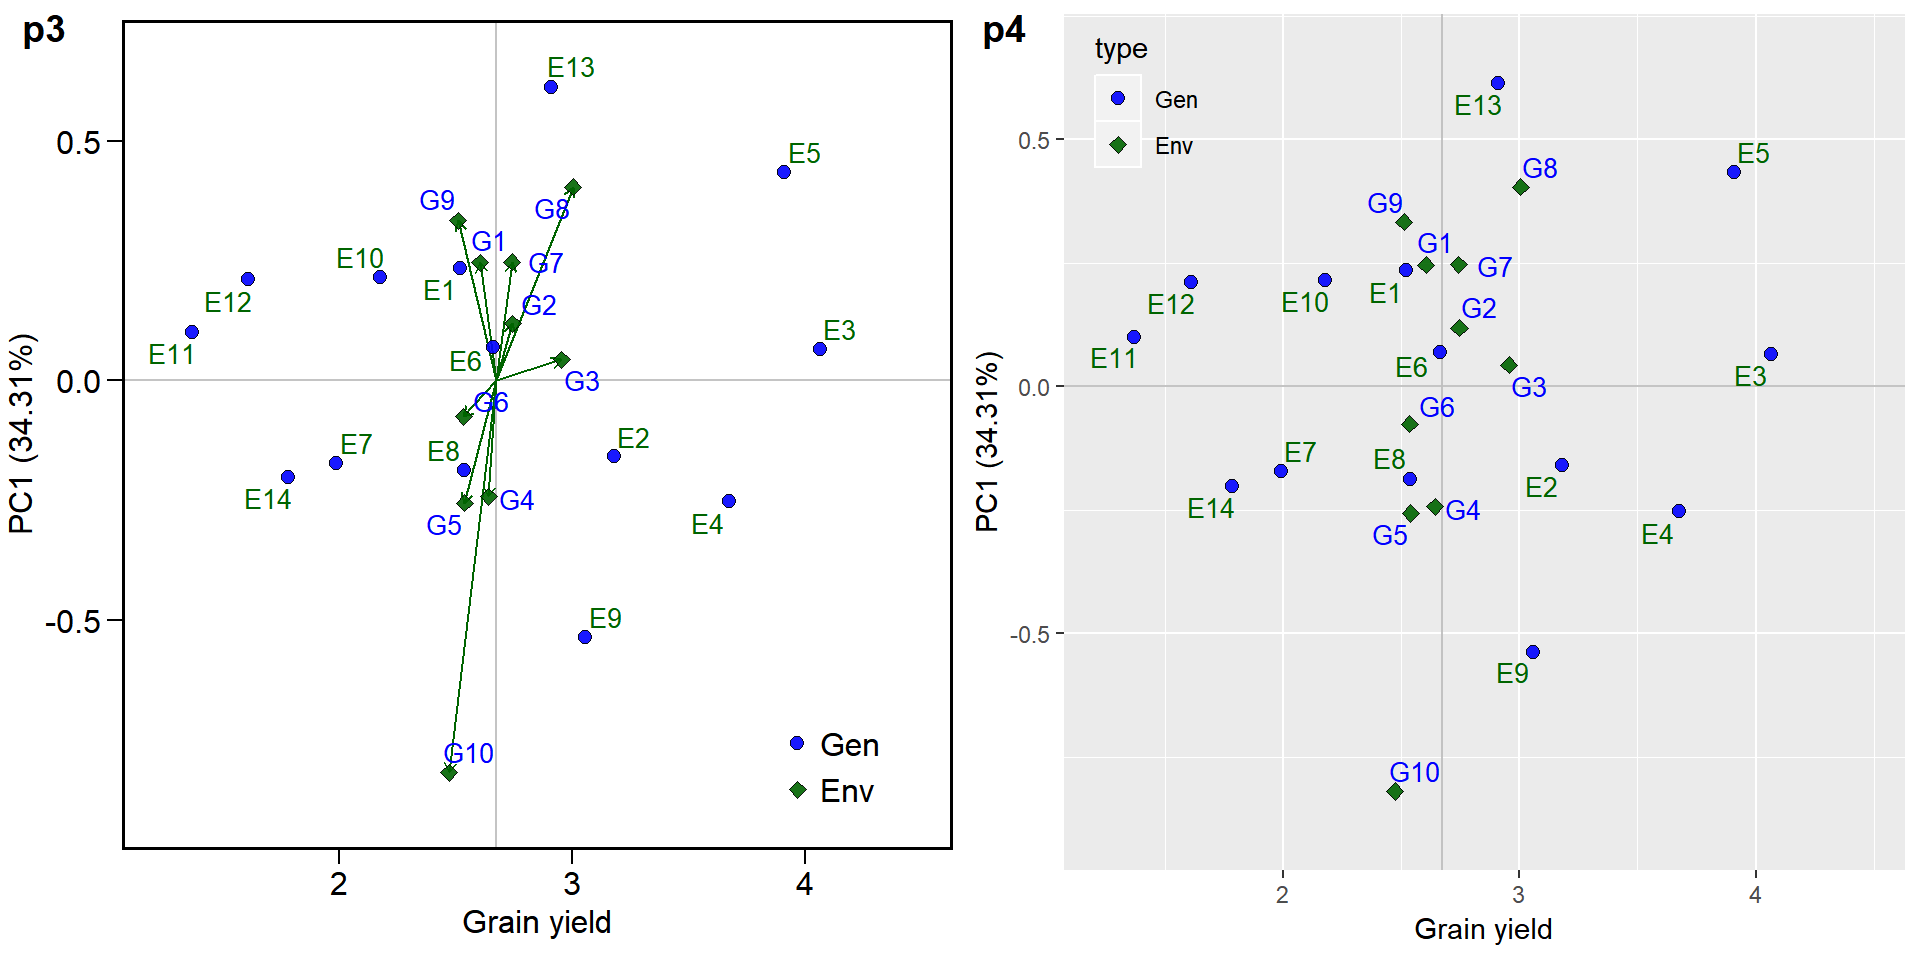 p3
E13
0.5
E5
G9
G8
G1
E10
G7
E1
E12
G2
E3
E11
E6
0.0
G3
G6
E7
E8
E2
E14
G4
G5
E4
-0.5
E9
G10
Gen
Env
2 3 4
Grain yield
PC1 (34.31%)
p4
type
Gen
Env
E13
0.5
E5
G8
G9
G1
G7
E1
E10
E12
G2
E11
E6
E3
0.0
G3
G6
E7
E8
E2
E14
G4
G5
E4
-0.5
E9
G10
2 3 4
Grain yield
PC1 (34.31%)